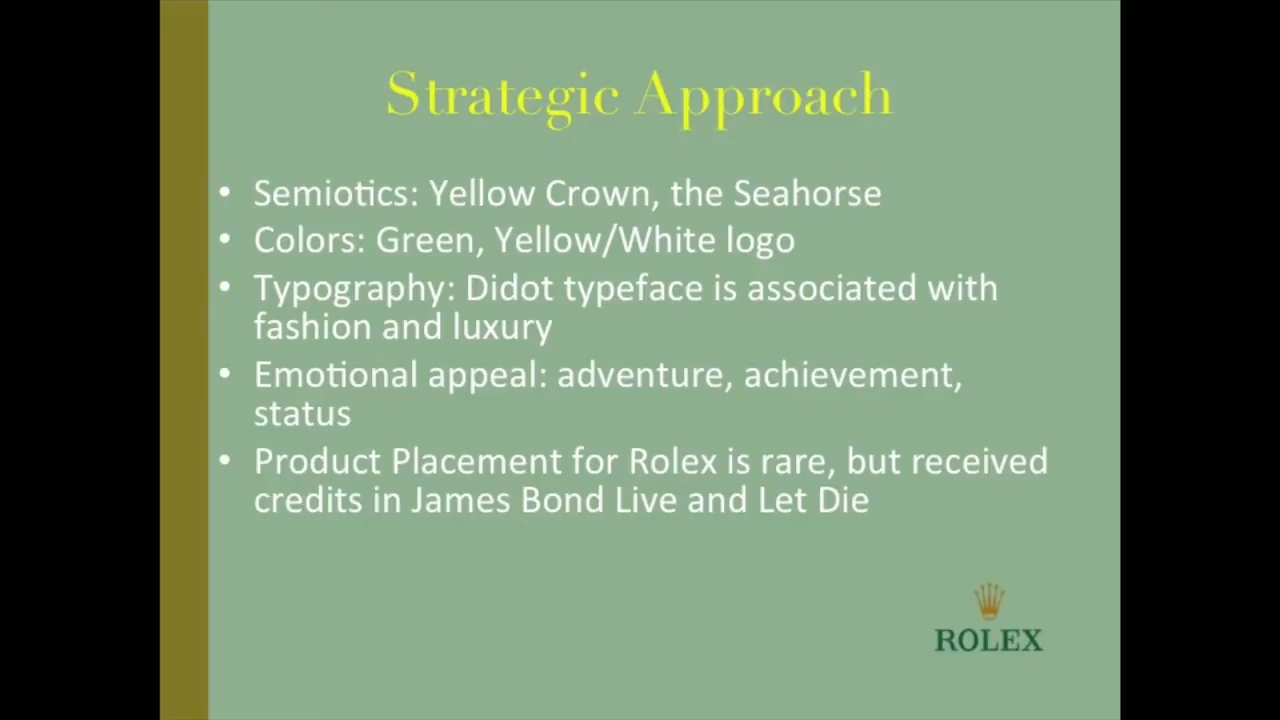 Strategic Approach
• Semiotics: Yellow Crown, the Seahorse
• Colors: Green, Yellow/White logo
• Typography: Didot typeface is associated with
fashion and luxury
• Emotional appeal: adventure, achievement,
status
• Product Placement for Rolex is rare, but received
credits in James Bond Live and Let Die
ROLEX